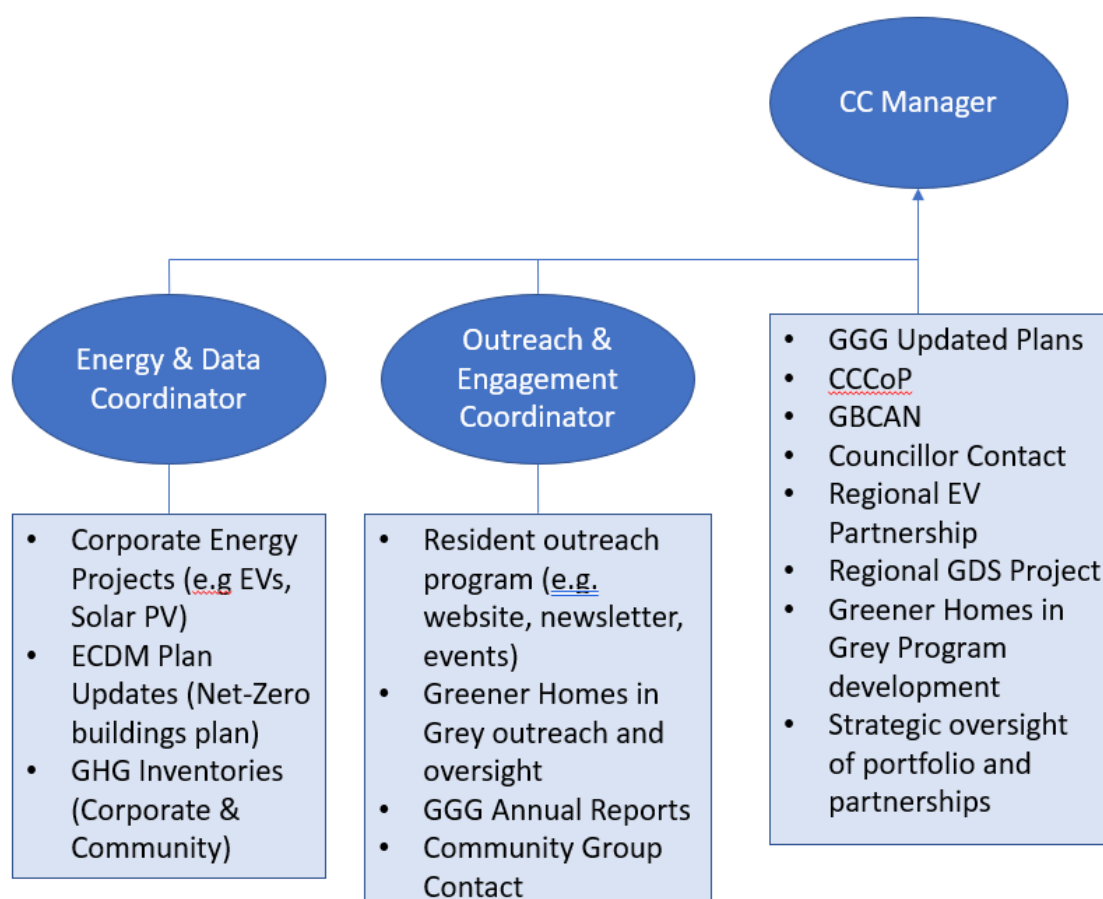 CC Manager
Energy & Data
Coordinator
Outreach &
Engagement
Coordinator
• GGG Updated Plans
• CCCoP
• GBCAN
• Councillor Contact
• Regional EV
Partnership
• Regional GDS Project
• Greener Homes in
Grey Program
development
• Strategic oversight
of portfolio and
partnerships
• Corporate Energy
Projects (e.g EVs,
Solar PV)
• ECDM Plan
Updates (Net-Zero
buildings plan)
• GHG Inventories
(Corporate &
Community)
• Resident outreach
program (e.g.
website, newsletter,
events)
• Greener Homes in
Grey outreach and
oversight
• GGG Annual Reports
• Community Group
Contact